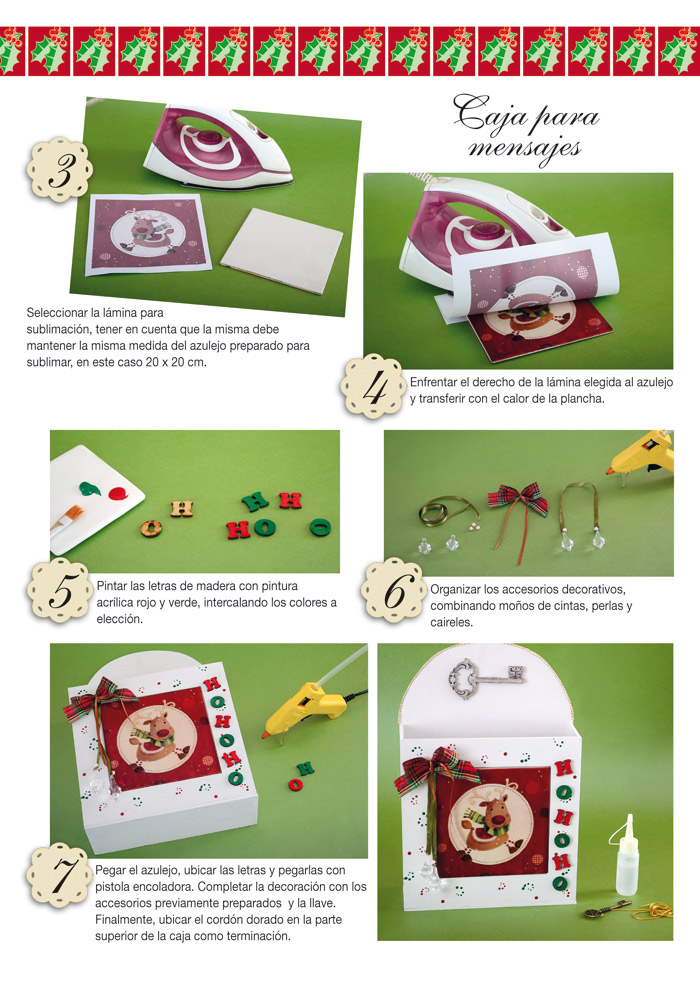 Caja para
mensajes
3
Seleccionar la lámina para
sublimación, tener en cuenta que la misma debe
mantener la misma medida del azulejo preparado para
sublimar, en este caso 20 x 20 cm.
4
Enfrentar el derecho de la lámina elegida al azulejo
y transferir con el calor de la plancha.
O H H H
HO O
5
Pintar las letras de madera con pintura
acrilica rojo y verde, intercalando los colores a
elección.
6
Organizar los accesorios decorativos,
combinando moños de cintas, perlas y
caireles.
HOHOHO
HO
HOHOHO
7
Pegar el azulejo, ubicar las letras y pegarlas con
pistola encoladora. Completar la decoración con los
accesorios previamente preparados y la llave.
Finalmente, ubicar el cordón dorado en la parte
superior de la caja como terminación.